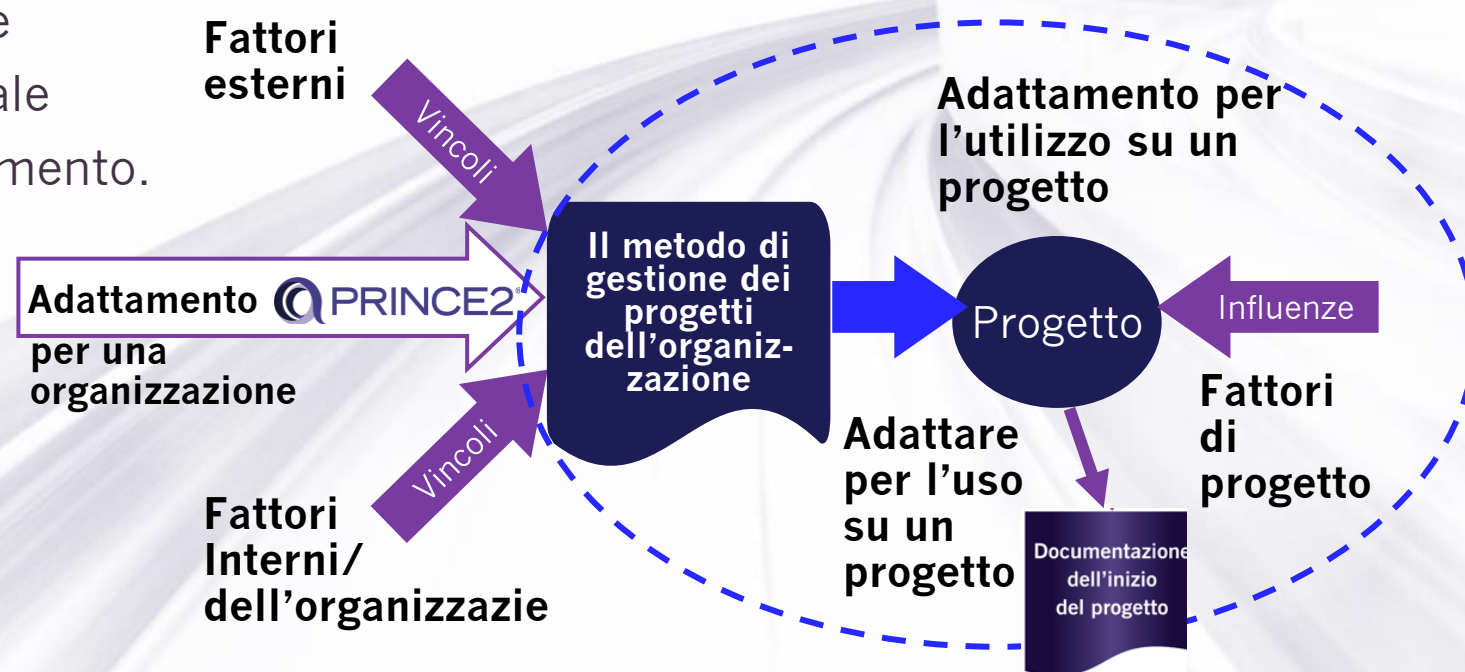 e
ale
mento.
Fattori
esterni
Vincoli
Adattamento PRINCE2®
per una
organizzazione
Vincoli
Fattori
Interni/
dell'organizzazie
Il metodo di
gestione dei
progetti
dell'organiz-
zazione
Adattamento per
l'utilizzo su un
progetto
Progetto
Influenze
Fattori
di
progetto
Adattare
per l'uso
su un
progetto
Documentazione
dell'inizio
del progetto